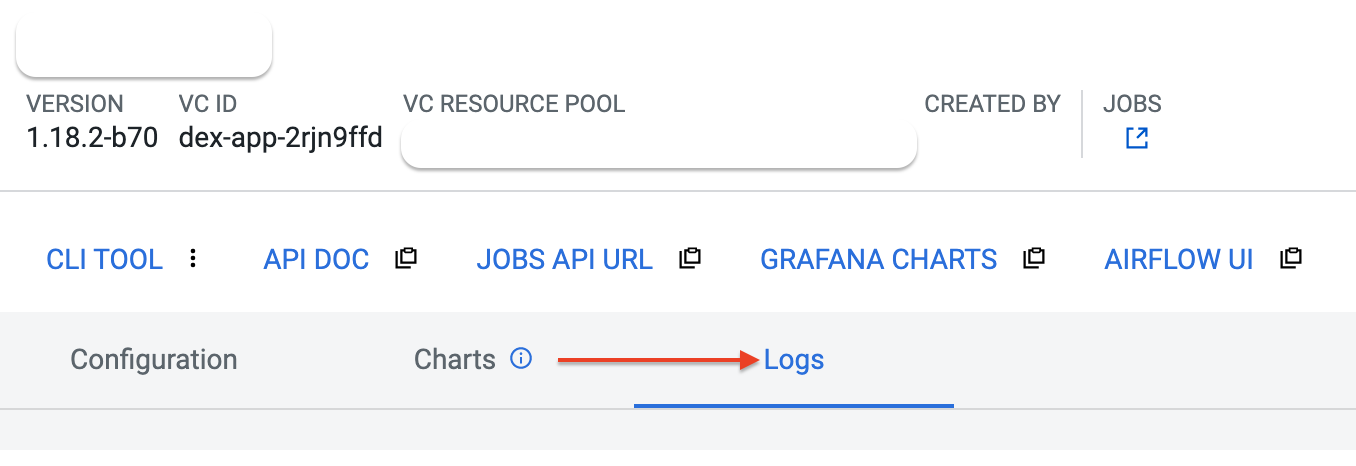 VERSION VC ID VC RESOURCE POOL CREATED BY JOBS
1.18.2-b70 dex-app-2rjn9ffd
CLI TOOL API DOC JOBS API URL GRAFANA CHARTS AIRFLOW UI
Configuration Charts Logs